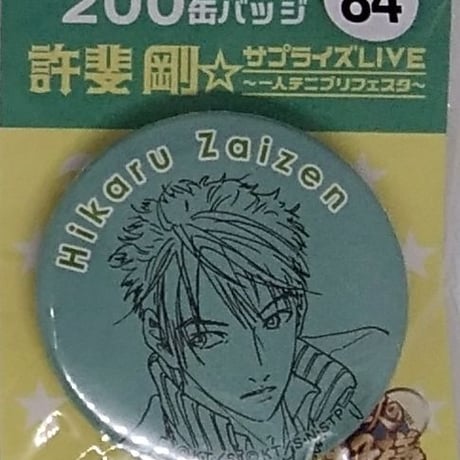 200缶バッジ
64
許斐 剛☆
サプライズLIVE
～一人テニプリフェスタ～
Hikaru Zaizen